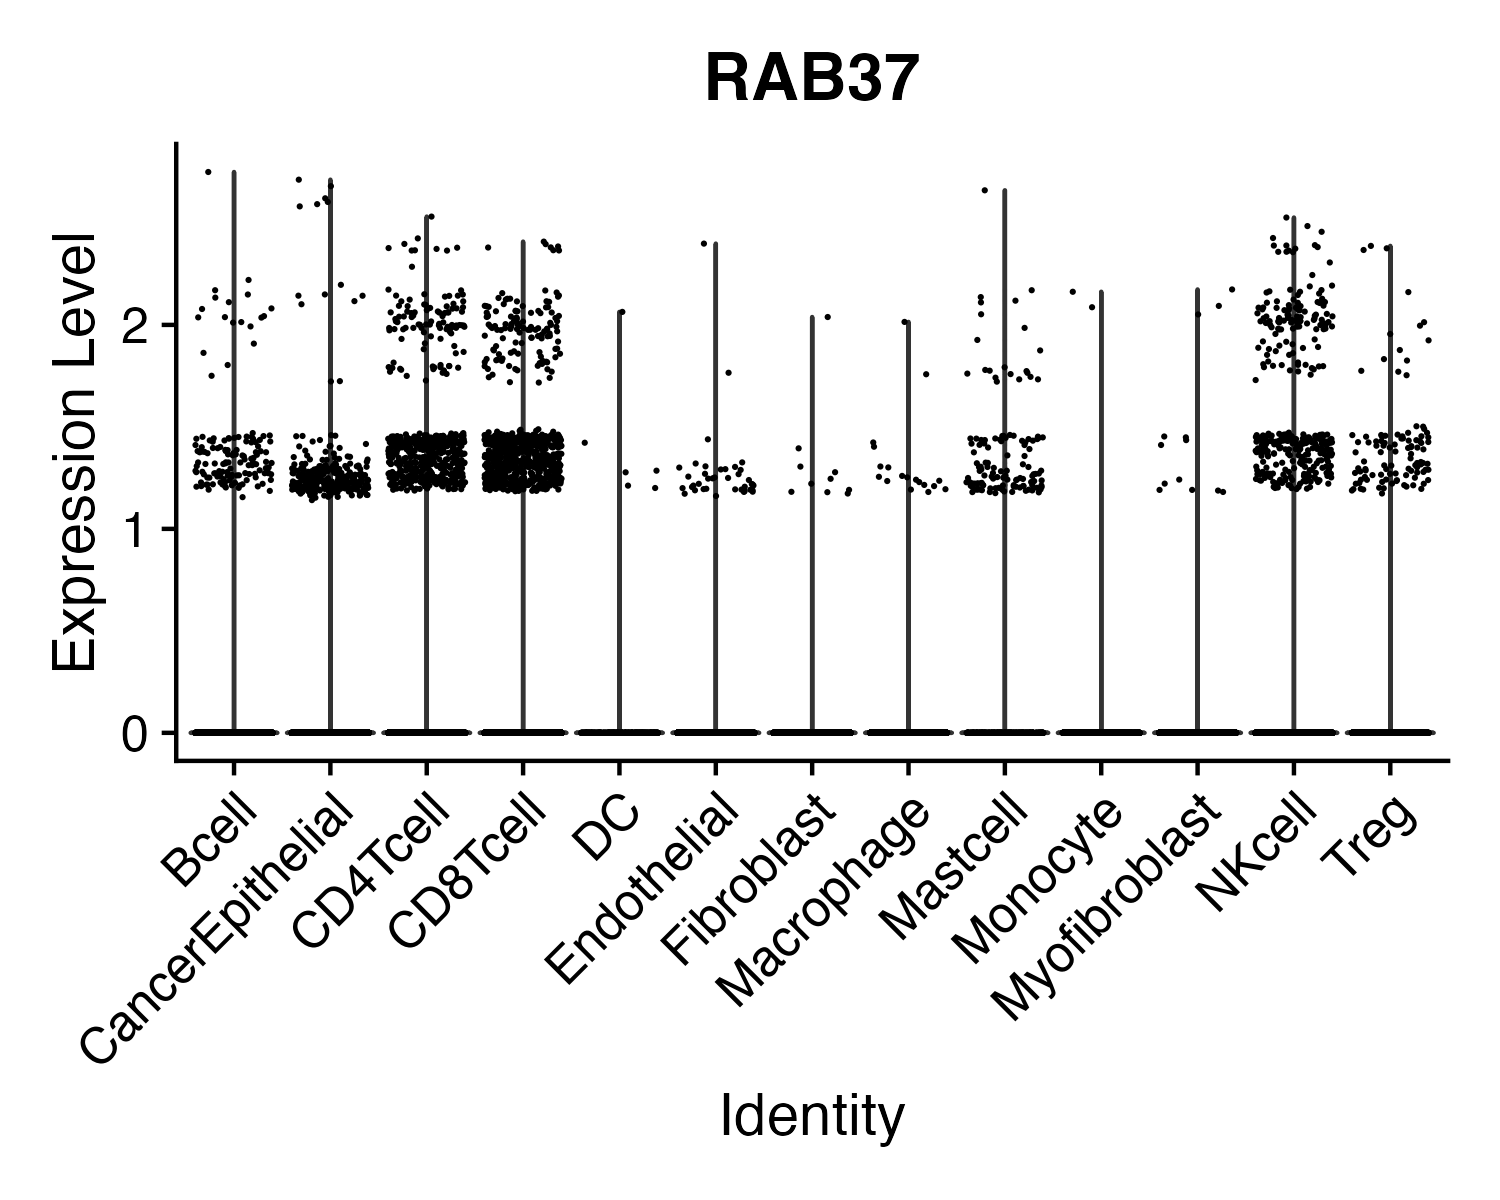 RAB37
Expression Level
2
1
0
Bcell
CancerEpithelial
CD4Tcell
CD8Tcell
DC
Endothelial
Fibroblast
Macrophage
Mastcell
Monocyte
Myofibroblast
NKcell
Treg
Identity